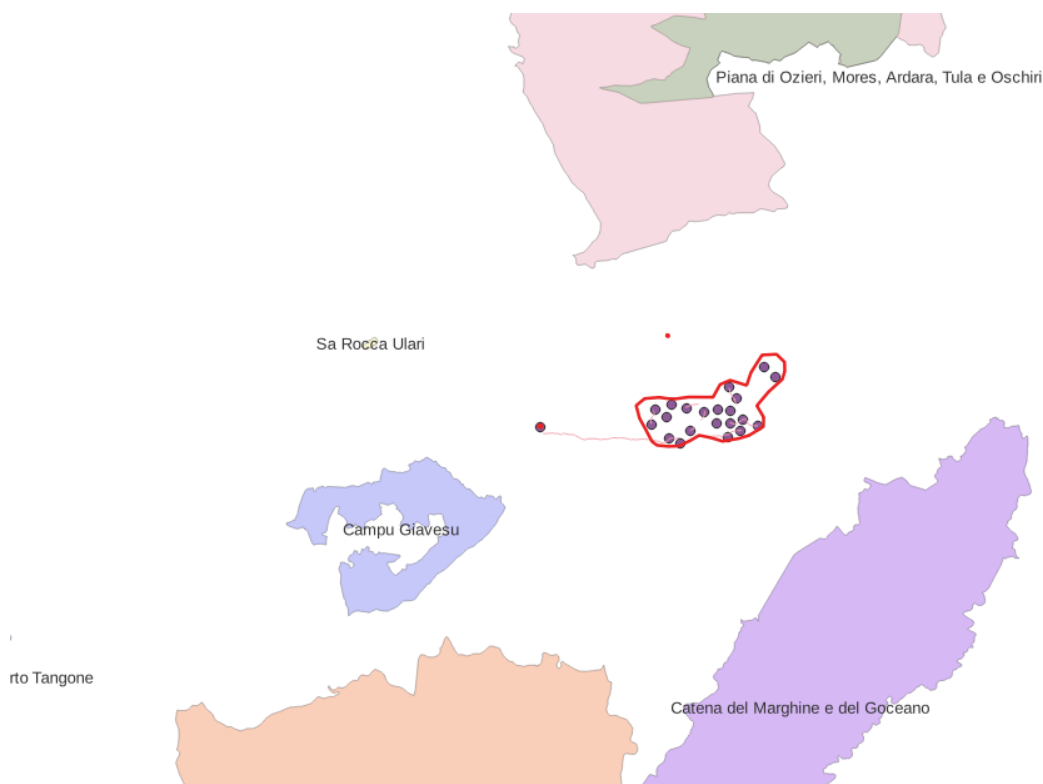 Piana di Ozieri, Mores, Ardara, Tula e Oschiri
Sa Rocca Ulari
Campu Giavesu
rto Tangone
Catena del Marghine e del Goceano